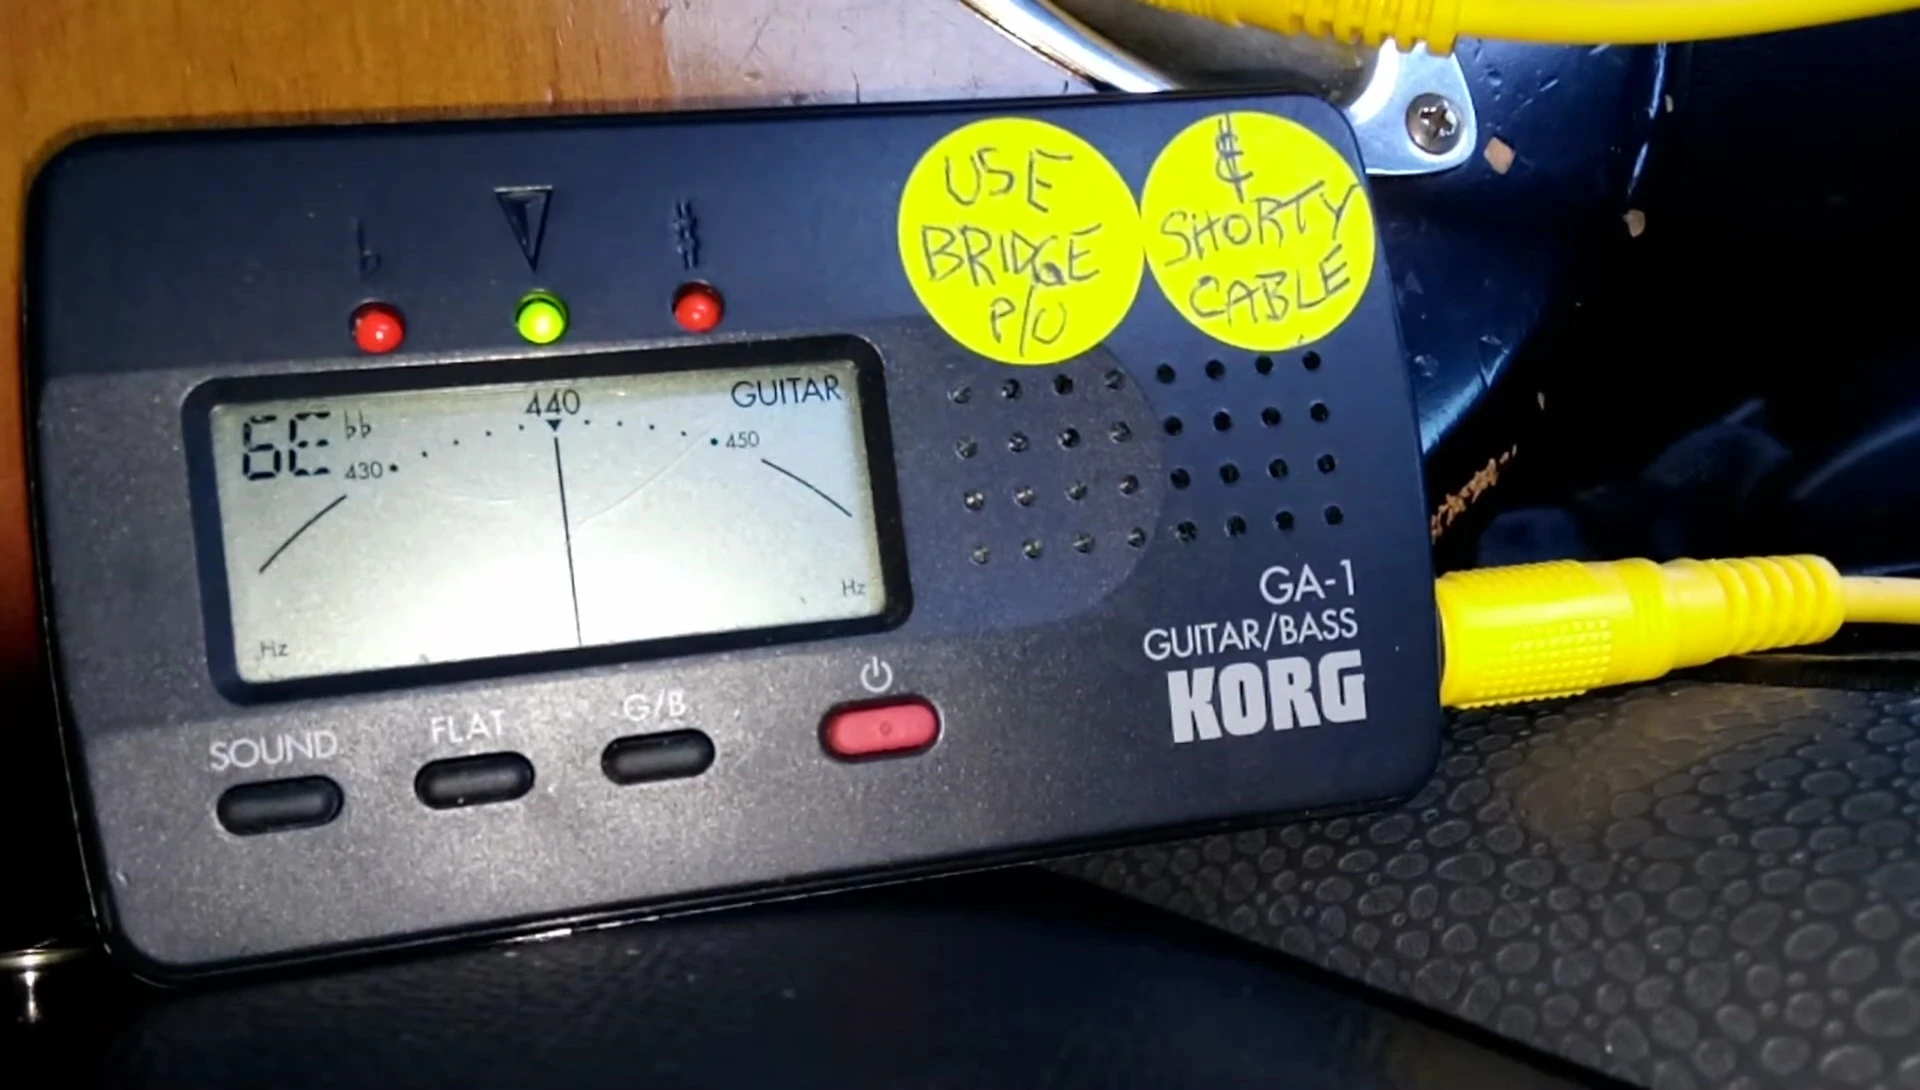 USE
BRIDGE
P/U
&
SHORTY
CABLE
♭ ♯
6E ♭♭ 440 GUITAR
430 450
Hz Hz
GA-1
GUITAR/BASS
KORG
SOUND FLAT G/B